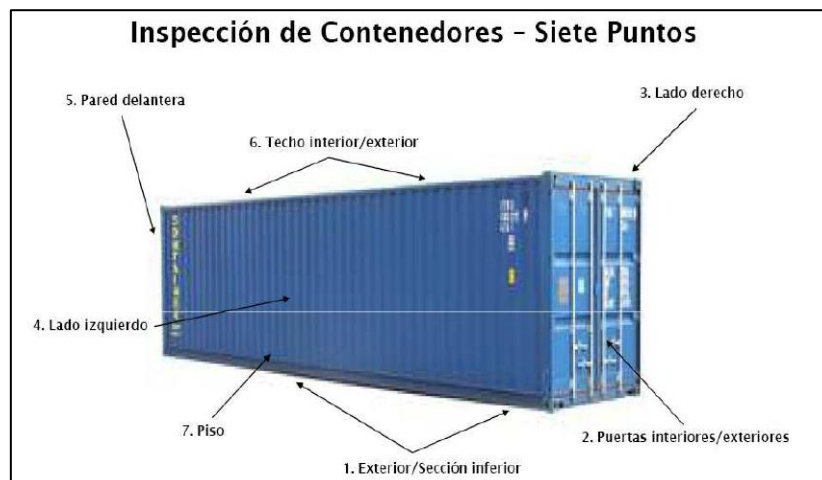 Inspección de Contenedores - Siete Puntos
3. Lado derecho
5. Pared delantera
6. Techo interior/exterior
4. Lado izquierdo
7. Piso
2. Puertas interiores/exteriores
1. Exterior/Sección inferior